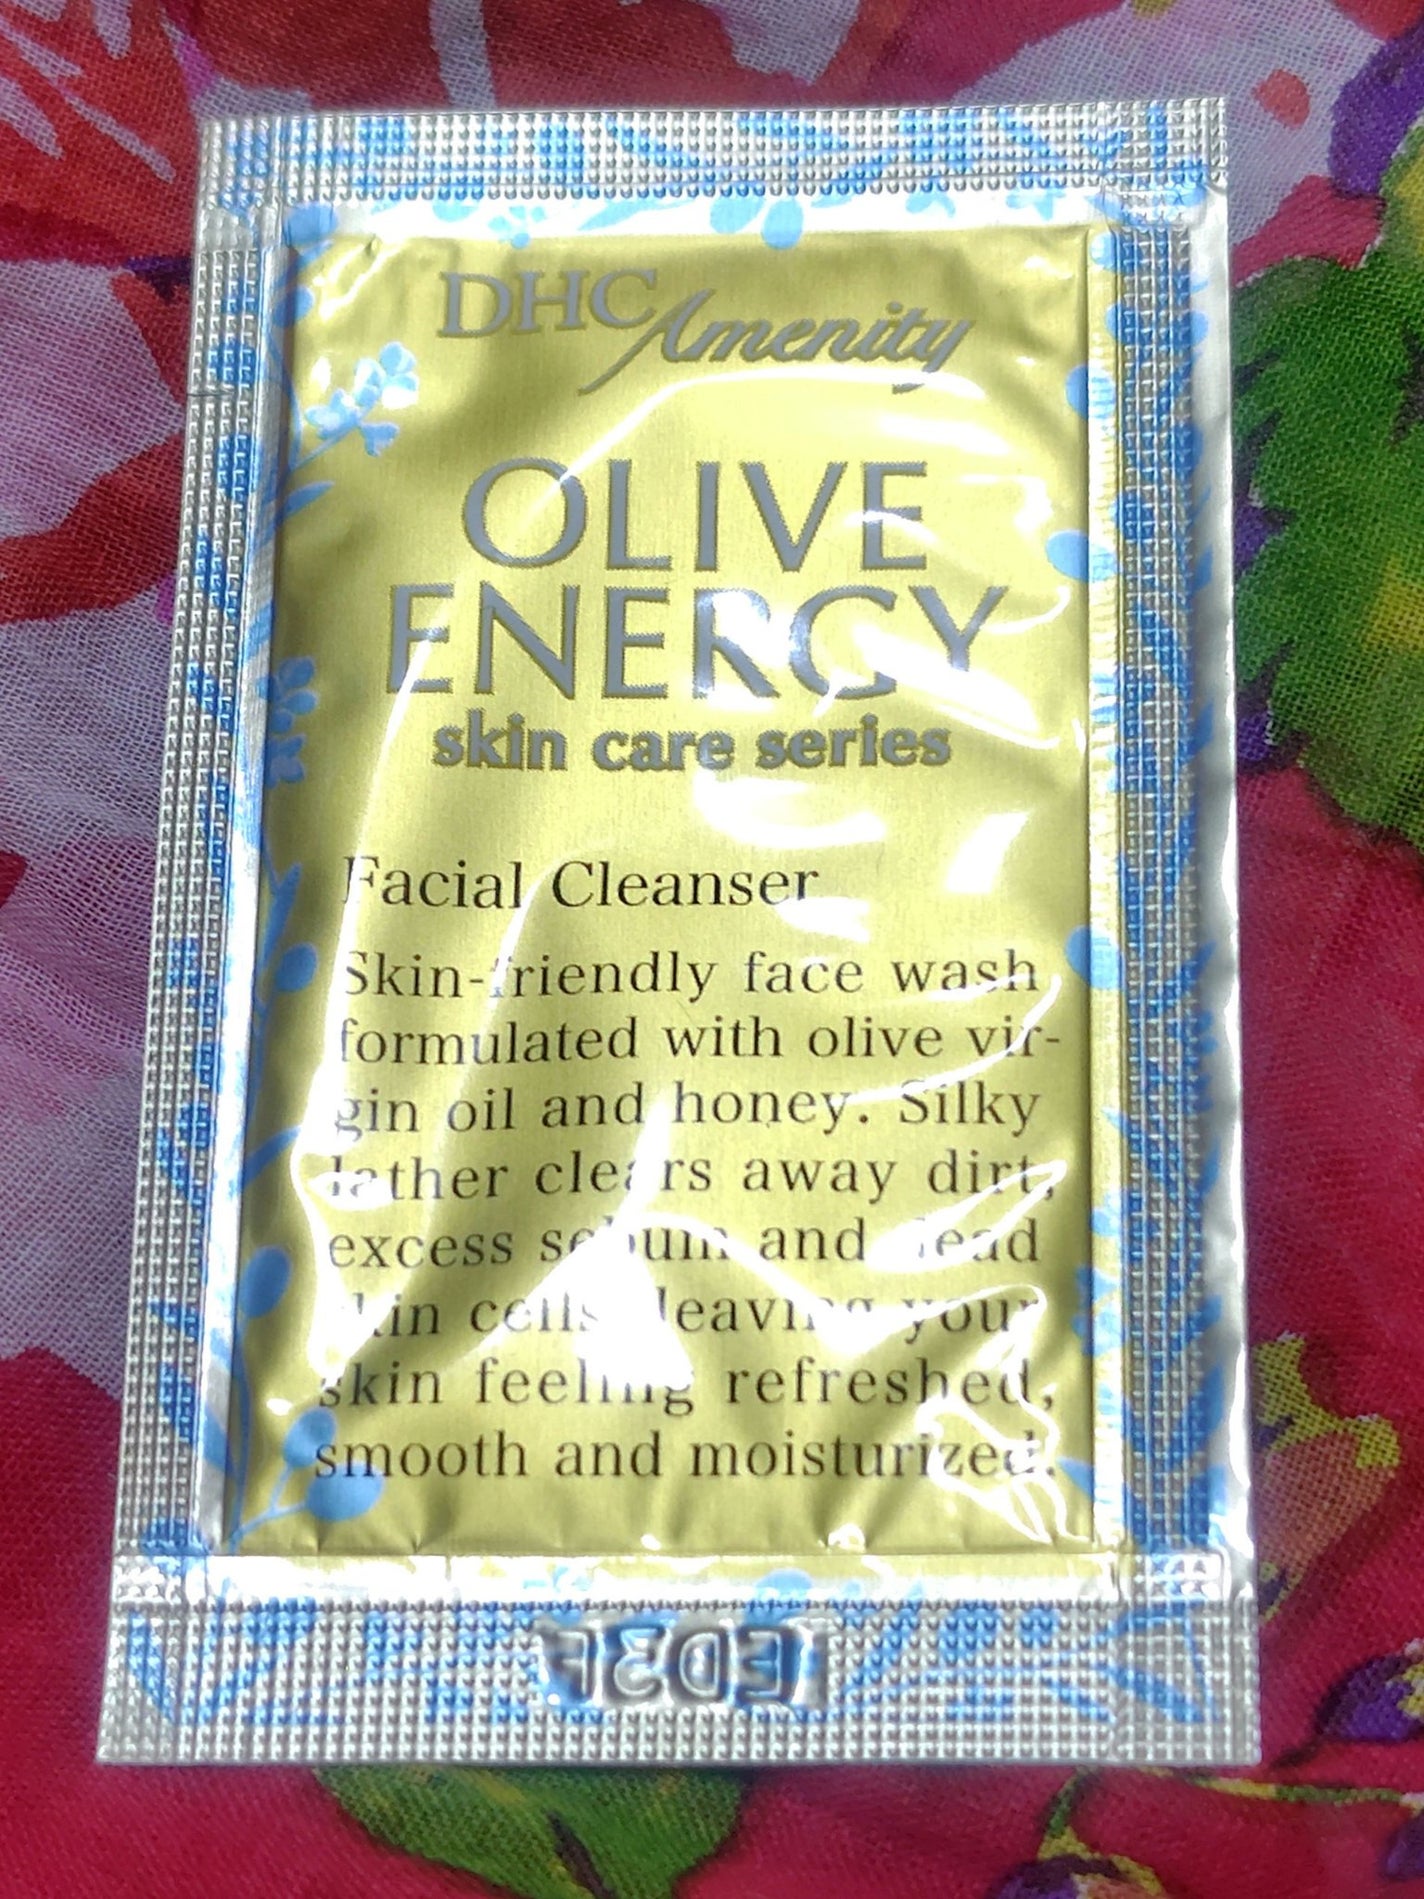 DHC Amenity
OLIVE
ENERGY
skin care series
Facial Cleanser
Skin-friendly face wash
formulated with olive vir-
gin oil and honey. Silky
lather clears away dirt,
excess sebum and dead
skin cells, leaving your
skin feeling refreshed,
smooth and moisturized.